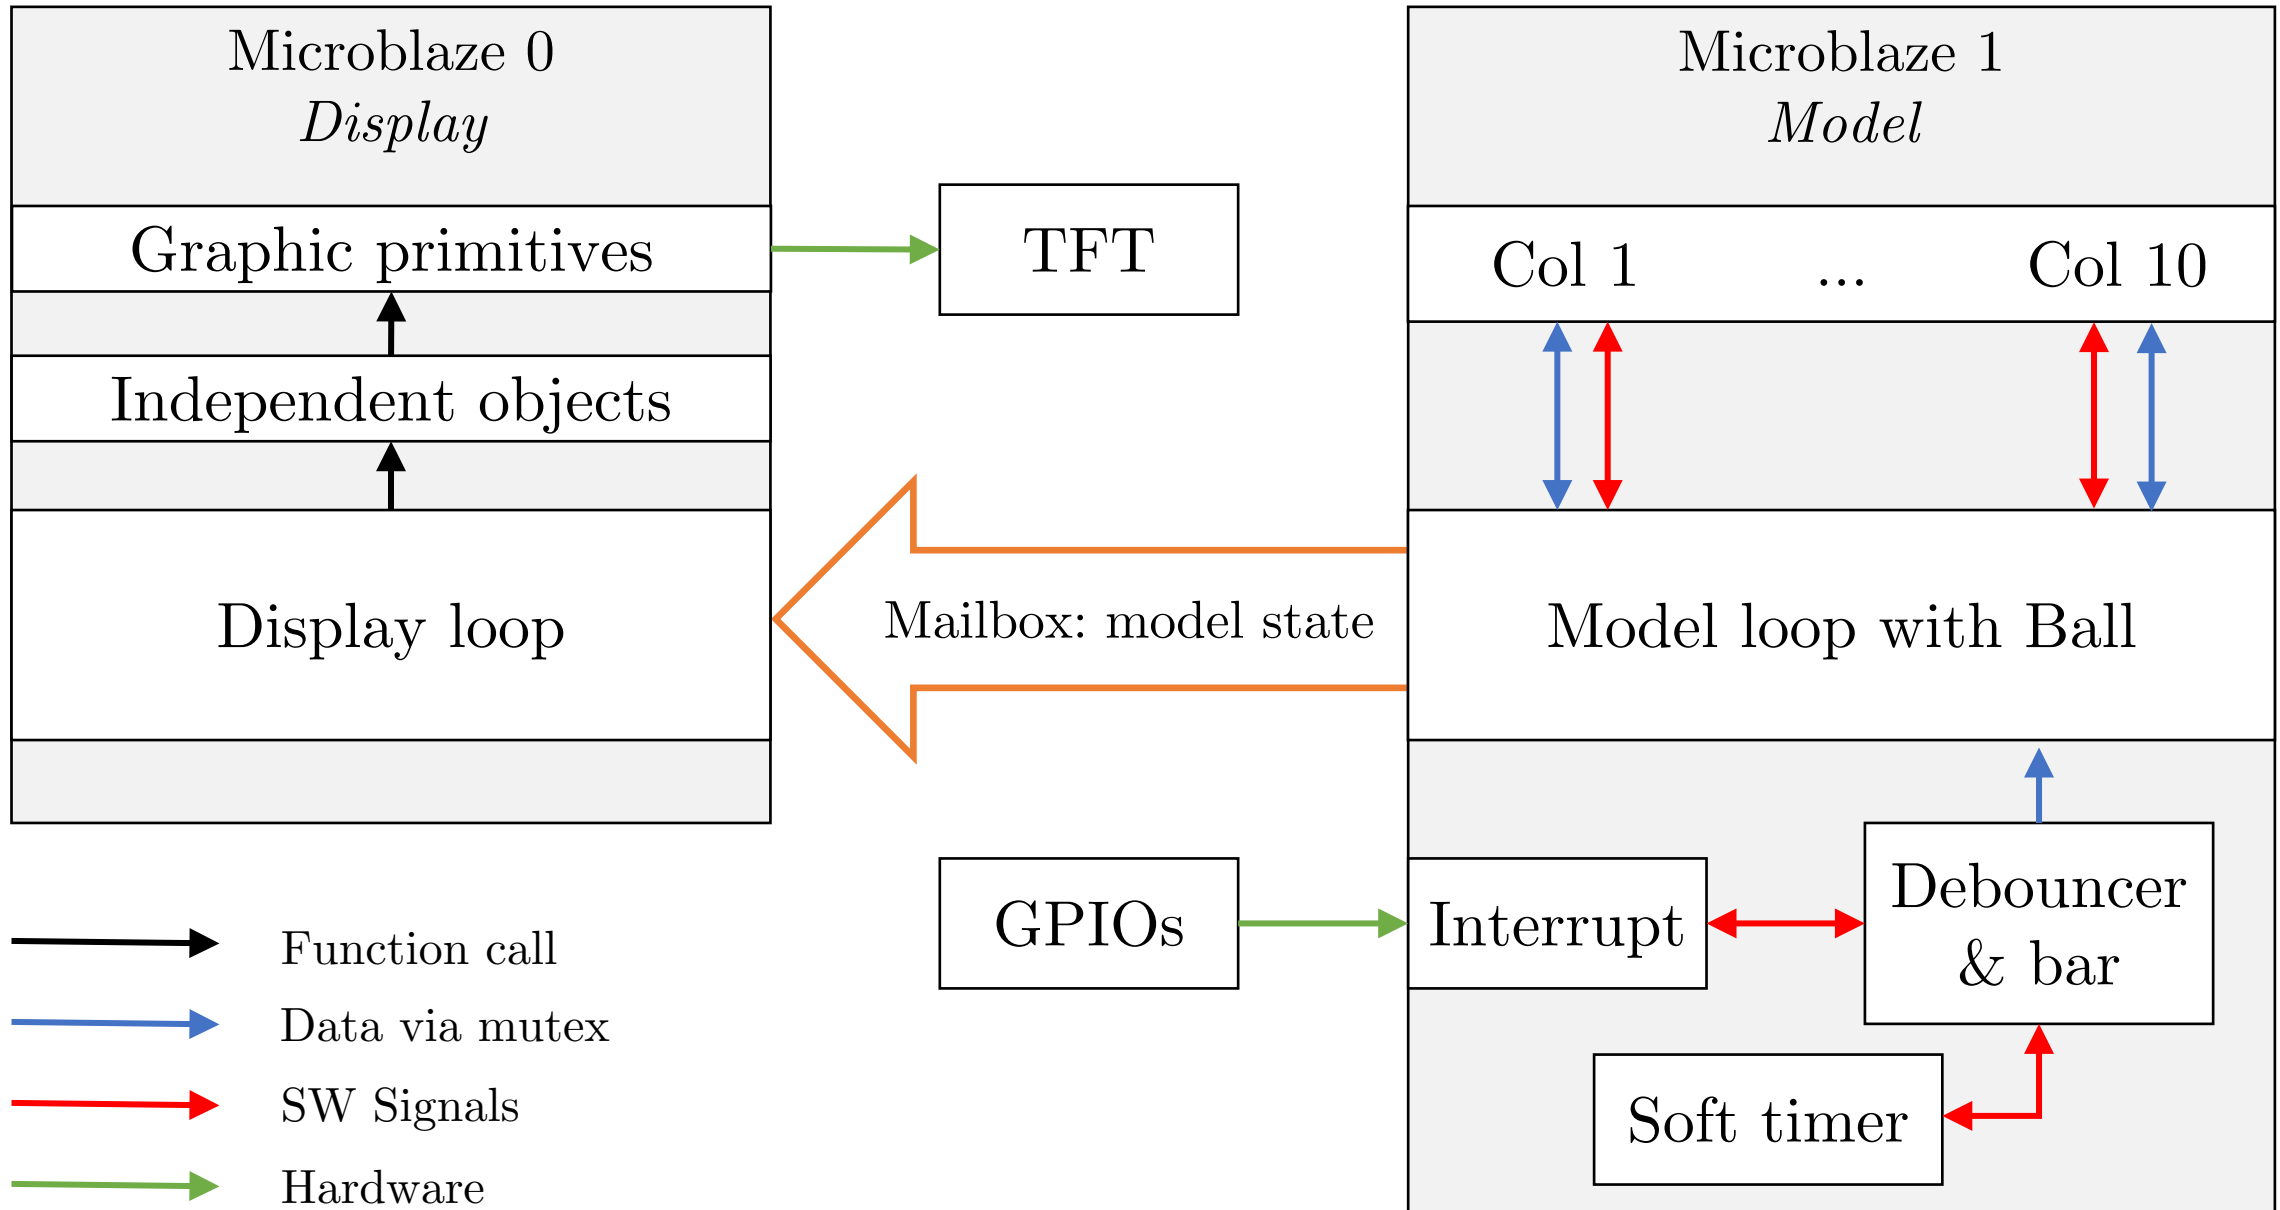 Microblaze 0
Display
Graphic primitives
Independent objects
Display loop
TFT
Mailbox: model state
GPIOs
Microblaze 1
Model
Col 1 ... Col 10
Model loop with Ball
Interrupt
Debouncer
& bar
Soft timer
Function call
Data via mutex
SW Signals
Hardware